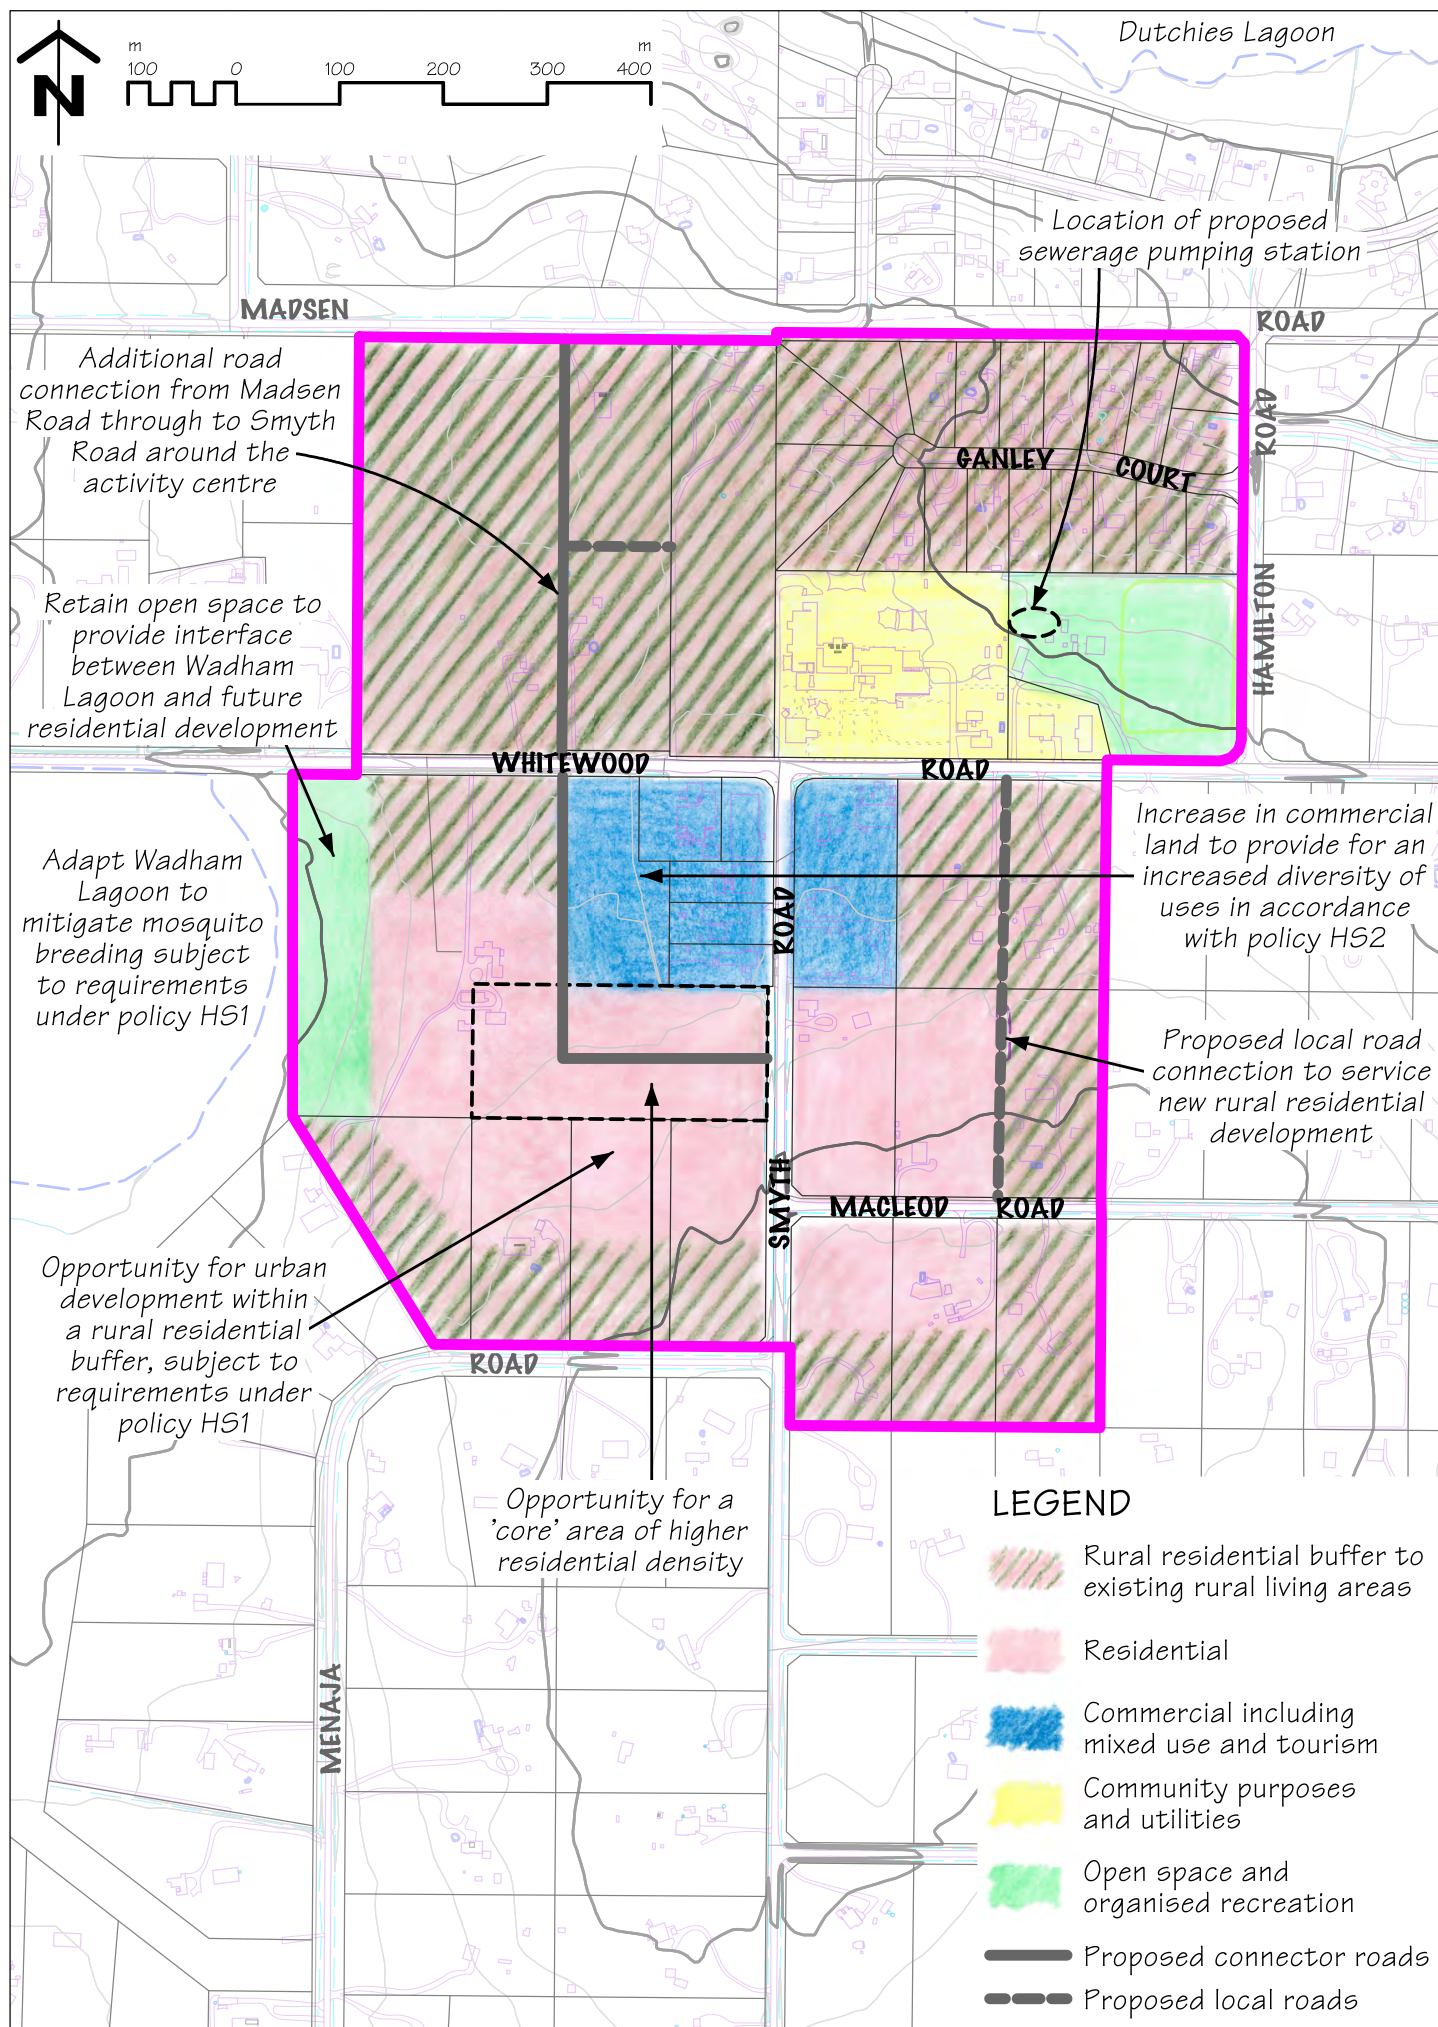 Dutchies Lagoon
m m
100 0 100 200 300 400
N
Location of proposed
sewerage pumping station
MADSEN
ROAD
Additional road
connection from Madsen
Road through to Smyth
Road around the
activity centre
ROAD
HAMILTON
GANLEY COURT
Retain open space to
provide interface
between Wadham
Lagoon and future
residential development
WHITEWOOD ROAD
Adapt Wadham
Lagoon to
mitigate mosquito
breeding subject
to requirements
under policy HS1
Increase in commercial
land to provide for an
increased diversity of
uses in accordance
with policy HS2
ROAD
SMYTH
Proposed local road
connection to service
new rural residential
development
MACLEOD ROAD
Opportunity for urban
development within
a rural residential
buffer, subject to
requirements under
policy HS1
ROAD
MENAJA
Opportunity for a
'core' area of higher
residential density
LEGEND
Rural residential buffer to
existing rural living areas
Residential
Commercial including
mixed use and tourism
Community purposes
and utilities
Open space and
organised recreation
Proposed connector roads
Proposed local roads